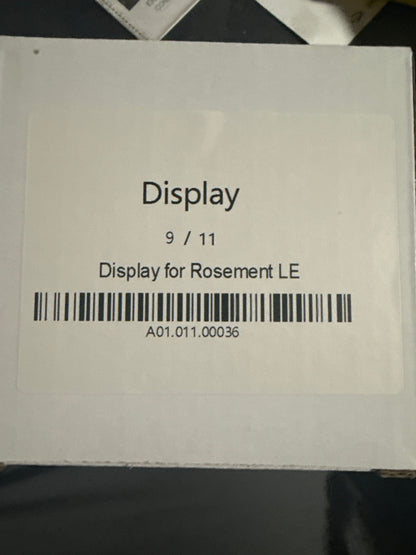 Display
9 / 11
Display for Rosement LE
A01.011.00036